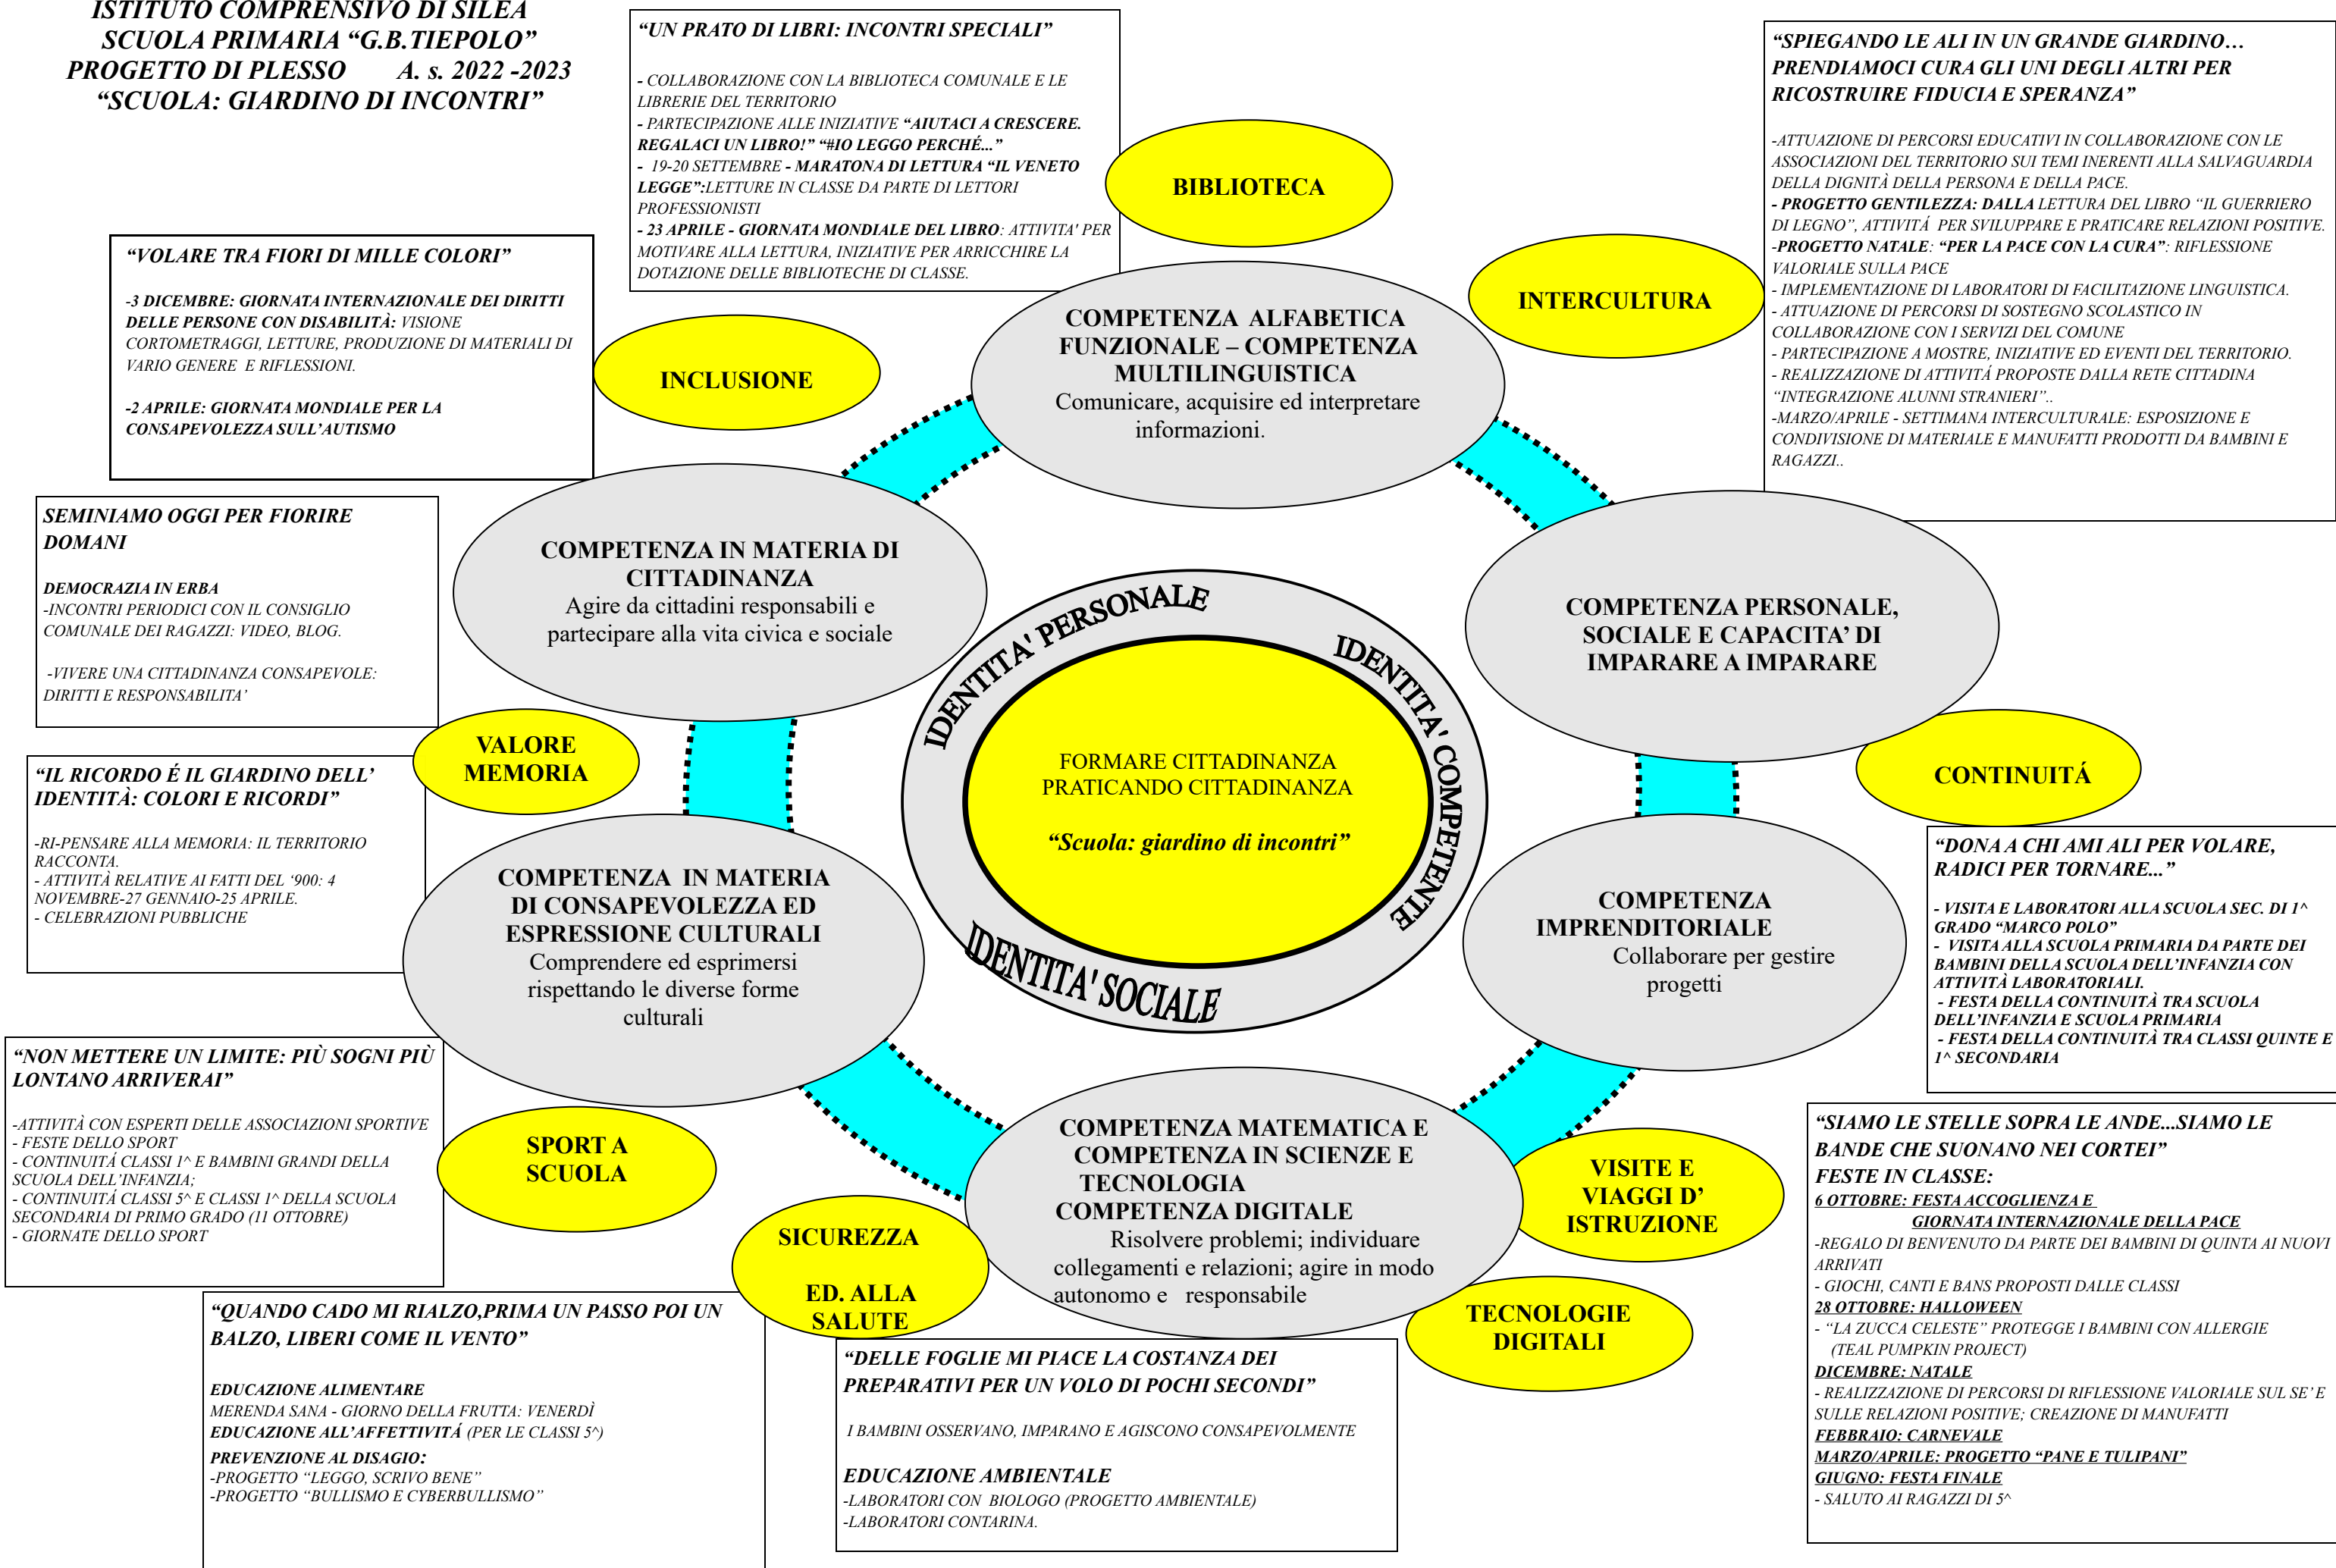 ISTITUTO COMPRENSIVO DI SILEA
SCUOLA PRIMARIA “G.B.TIEPOLO”
PROGETTO DI PLESSO A. s. 2022 -2023
“SCUOLA: GIARDINO DI INCONTRI”
“UN PRATO DI LIBRI: INCONTRI SPECIALI”
- COLLABORAZIONE CON LA BIBLIOTECA COMUNALE E LE
LIBRERIE DEL TERRITORIO
- PARTECIPAZIONE ALLE INIZIATIVE “AIUTACI A CRESCERE.
REGALACI UN LIBRO!” “#IO LEGGO PERCHÉ...”
- 19-20 SETTEMBRE - MARATONA DI LETTURA “IL VENETO
LEGGE”:LETTURE IN CLASSE DA PARTE DI LETTORI
PROFESSIONISTI
- 23 APRILE - GIORNATA MONDIALE DEL LIBRO: ATTIVITA' PER
MOTIVARE ALLA LETTURA, INIZIATIVE PER ARRICCHIRE LA
DOTAZIONE DELLE BIBLIOTECHE DI CLASSE.
BIBLIOTECA
“SPIEGANDO LE ALI IN UN GRANDE GIARDINO…
PRENDIAMOCI CURA GLI UNI DEGLI ALTRI PER
RICOSTRUIRE FIDUCIA E SPERANZA”
-ATTUAZIONE DI PERCORSI EDUCATIVI IN COLLABORAZIONE CON LE
ASSOCIAZIONI DEL TERRITORIO SUI TEMI INERENTI ALLA SALVAGUARDIA
DELLA DIGNITÀ DELLA PERSONA E DELLA PACE.
- PROGETTO GENTILEZZA: DALLA LETTURA DEL LIBRO “IL GUERRIERO
DI LEGNO”, ATTIVITÁ PER SVILUPPARE E PRATICARE RELAZIONI POSITIVE.
-PROGETTO NATALE: “PER LA PACE CON LA CURA”: RIFLESSIONE
VALORIALE SULLA PACE
- IMPLEMENTAZIONE DI LABORATORI DI FACILITAZIONE LINGUISTICA.
- ATTUAZIONE DI PERCORSI DI SOSTEGNO SCOLASTICO IN
COLLABORAZIONE CON I SERVIZI DEL COMUNE
- PARTECIPAZIONE A MOSTRE, INIZIATIVE ED EVENTI DEL TERRITORIO.
- REALIZZAZIONE DI ATTIVITÁ PROPOSTE DALLA RETE CITTADINA
“INTEGRAZIONE ALUNNI STRANIERI”..
-MARZO/APRILE - SETTIMANA INTERCULTURALE: ESPOSIZIONE E
CONDIVISIONE DI MATERIALE E MANUFATTI PRODOTTI DA BAMBINI E
RAGAZZI..
INTERCULTURA
“VOLARE TRA FIORI DI MILLE COLORI”
-3 DICEMBRE: GIORNATA INTERNAZIONALE DEI DIRITTI
DELLE PERSONE CON DISABILITÀ: VISIONE
CORTOMETRAGGI, LETTURE, PRODUZIONE DI MATERIALI DI
VARIO GENERE E RIFLESSIONI.
-2 APRILE: GIORNATA MONDIALE PER LA
CONSAPEVOLEZZA SULL’AUTISMO
INCLUSIONE
COMPETENZA ALFABETICA
FUNZIONALE – COMPETENZA
MULTILINGUISTICA
Comunicare, acquisire ed interpretare
informazioni.
SEMINIAMO OGGI PER FIORIRE
DOMANI
DEMOCRAZIA IN ERBA
-INCONTRI PERIODICI CON IL CONSIGLIO
COMUNALE DEI RAGAZZI: VIDEO, BLOG.
-VIVERE UNA CITTADINANZA CONSAPEVOLE:
DIRITTI E RESPONSABILITA’
COMPETENZA IN MATERIA DI
CITTADINANZA
Agire da cittadini responsabili e
partecipare alla vita civica e sociale
COMPETENZA PERSONALE,
SOCIALE E CAPACITA’ DI
IMPARARE A IMPARARE
IDENTITA' PERSONALE
IDENTITA' COMPETENTE
IDENTITA' SOCIALE
FORMARE CITTADINANZA
PRATICANDO CITTADINANZA
“Scuola: giardino di incontri”
VALORE
MEMORIA
CONTINUITÁ
“IL RICORDO É IL GIARDINO DELL’
IDENTITÀ: COLORI E RICORDI”
-RI-PENSARE ALLA MEMORIA: IL TERRITORIO
RACCONTA.
- ATTIVITÀ RELATIVE AI FATTI DEL ‘900: 4
NOVEMBRE-27 GENNAIO-25 APRILE.
- CELEBRAZIONI PUBBLICHE
COMPETENZA IN MATERIA
DI CONSAPEVOLEZZA ED
ESPRESSIONE CULTURALI
Comprendere ed esprimersi
rispettando le diverse forme
culturali
COMPETENZA
IMPRENDITORIALE
Collaborare per gestire
progetti
“DONA A CHI AMI ALI PER VOLARE,
RADICI PER TORNARE...”
- VISITA E LABORATORI ALLA SCUOLA SEC. DI 1^
GRADO “MARCO POLO”
- VISITA ALLA SCUOLA PRIMARIA DA PARTE DEI
BAMBINI DELLA SCUOLA DELL’INFANZIA CON
ATTIVITÀ LABORATORIALI.
- FESTA DELLA CONTINUITÀ TRA SCUOLA
DELL’INFANZIA E SCUOLA PRIMARIA
- FESTA DELLA CONTINUITÀ TRA CLASSI QUINTE E
1^ SECONDARIA
“NON METTERE UN LIMITE: PIÙ SOGNI PIÙ
LONTANO ARRIVERAI”
-ATTIVITÀ CON ESPERTI DELLE ASSOCIAZIONI SPORTIVE
- FESTE DELLO SPORT
- CONTINUITÁ CLASSI 1^ E BAMBINI GRANDI DELLA
SCUOLA DELL’INFANZIA;
- CONTINUITÁ CLASSI 5^ E CLASSI 1^ DELLA SCUOLA
SECONDARIA DI PRIMO GRADO (11 OTTOBRE)
- GIORNATE DELLO SPORT
SPORT A
SCUOLA
COMPETENZA MATEMATICA E
COMPETENZA IN SCIENZE E
TECNOLOGIA
COMPETENZA DIGITALE
Risolvere problemi; individuare
collegamenti e relazioni; agire in modo
autonomo e responsabile
VISITE E
VIAGGI D’
ISTRUZIONE
SICUREZZA
ED. ALLA
SALUTE
TECNOLOGIE
DIGITALI
“SIAMO LE STELLE SOPRA LE ANDE...SIAMO LE
BANDE CHE SUONANO NEI CORTEI”
FESTE IN CLASSE:
6 OTTOBRE: FESTA ACCOGLIENZA E
GIORNATA INTERNAZIONALE DELLA PACE
-REGALO DI BENVENUTO DA PARTE DEI BAMBINI DI QUINTA AI NUOVI
ARRIVATI
- GIOCHI, CANTI E BANS PROPOSTI DALLE CLASSI
28 OTTOBRE: HALLOWEEN
- “LA ZUCCA CELESTE” PROTEGGE I BAMBINI CON ALLERGIE
(TEAL PUMPKIN PROJECT)
DICEMBRE: NATALE
- REALIZZAZIONE DI PERCORSI DI RIFLESSIONE VALORIALE SUL SE’ E
SULLE RELAZIONI POSITIVE; CREAZIONE DI MANUFATTI
FEBBRAIO: CARNEVALE
MARZO/APRILE: PROGETTO “PANE E TULIPANI”
GIUGNO: FESTA FINALE
- SALUTO AI RAGAZZI DI 5^
“QUANDO CADO MI RIALZO,PRIMA UN PASSO POI UN
BALZO, LIBERI COME IL VENTO”
EDUCAZIONE ALIMENTARE
MERENDA SANA - GIORNO DELLA FRUTTA: VENERDÌ
EDUCAZIONE ALL’AFFETTIVITÁ (PER LE CLASSI 5^)
PREVENZIONE AL DISAGIO:
-PROGETTO “LEGGO, SCRIVO BENE”
-PROGETTO “BULLISMO E CYBERBULLISMO”
“DELLE FOGLIE MI PIACE LA COSTANZA DEI
PREPARATIVI PER UN VOLO DI POCHI SECONDI”
I BAMBINI OSSERVANO, IMPARANO E AGISCONO CONSAPEVOLMENTE
EDUCAZIONE AMBIENTALE
-LABORATORI CON BIOLOGO (PROGETTO AMBIENTALE)
-LABORATORI CONTARINA.